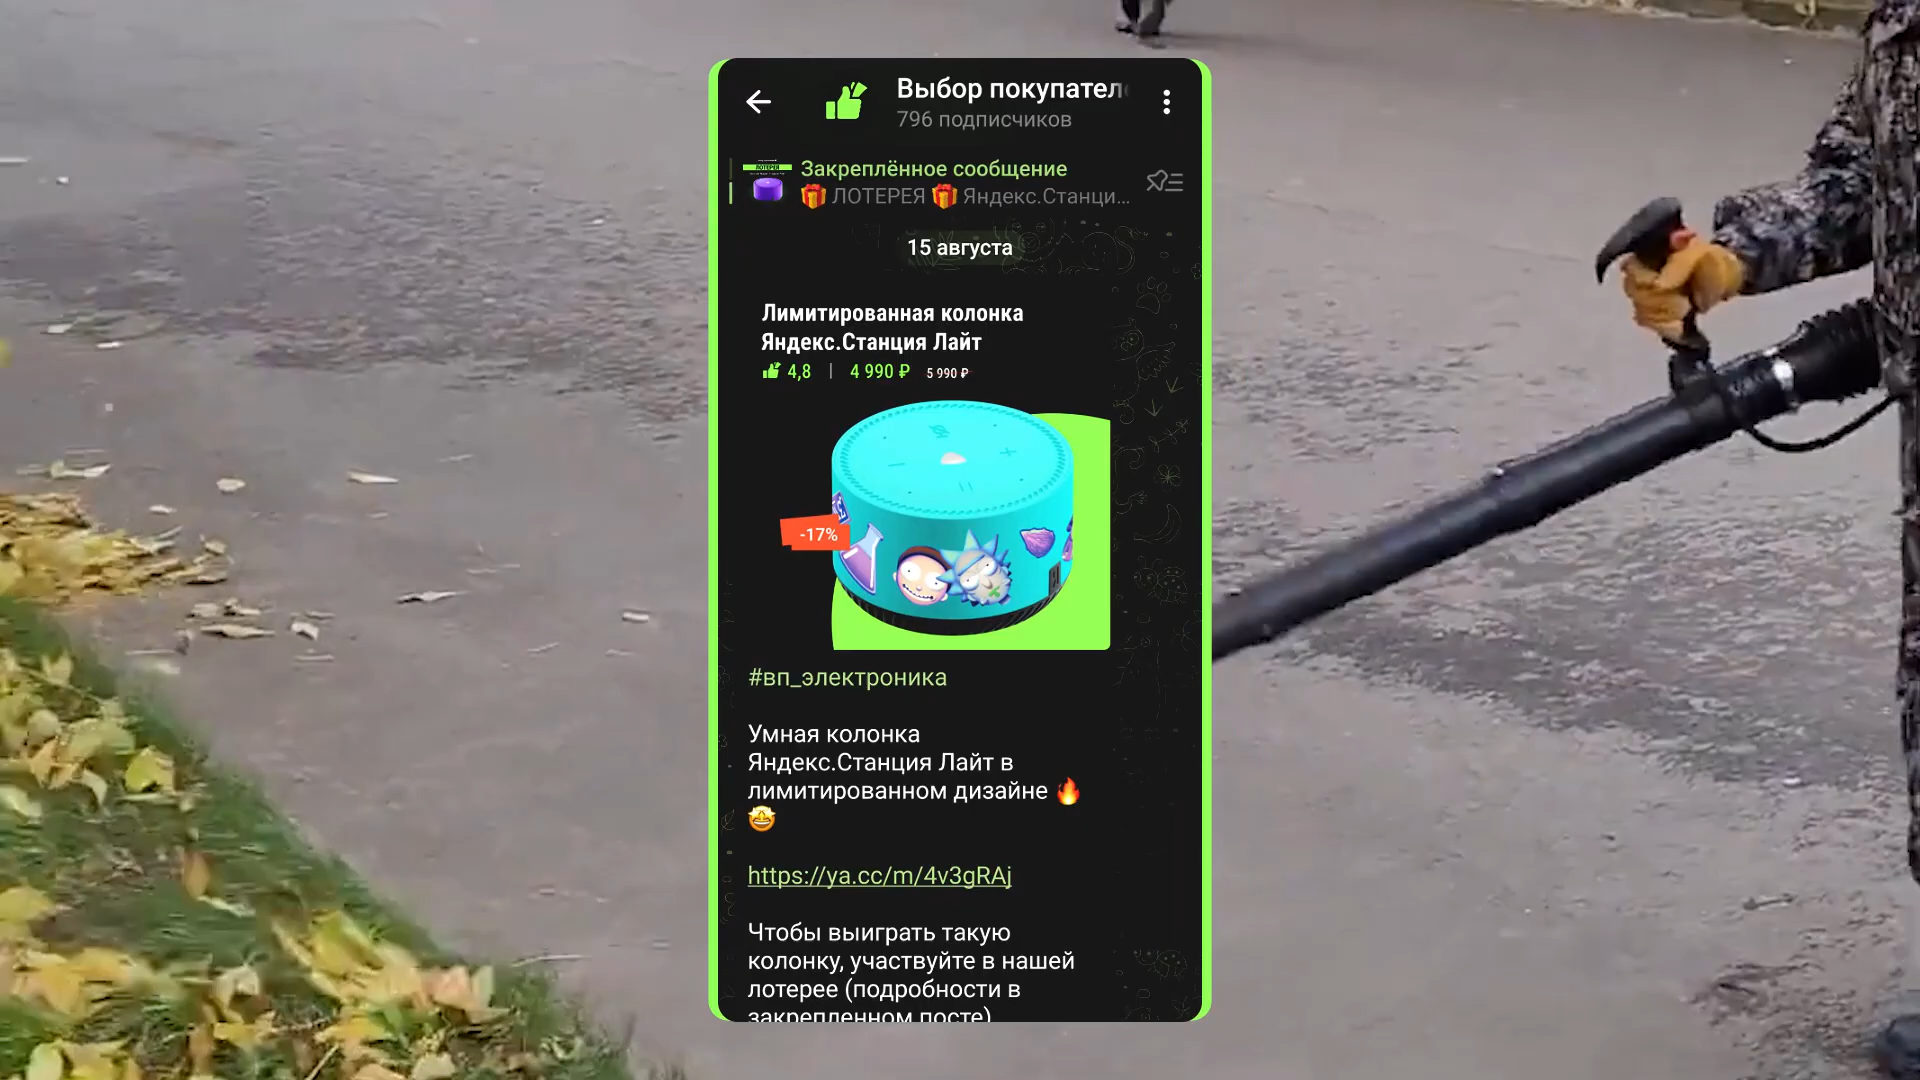 Выбор покупател
796 подписчиков
Закреплённое сообщение
🎁 ЛОТЕРЕЯ 🎁 Яндекс.Станци...
15 августа
Лимитированная колонка
Яндекс.Станция Лайт
4,8 | 4 990 ₽ 5 990 ₽
-17%
#вп_электроника
Умная колонка
Яндекс.Станция Лайт в
лимитированном дизайне 🔥
🤩
https://ya.cc/m/4v3gRAj
Чтобы выиграть такую
колонку, участвуйте в нашей
лотерее (подробности в
закрепленном посте)